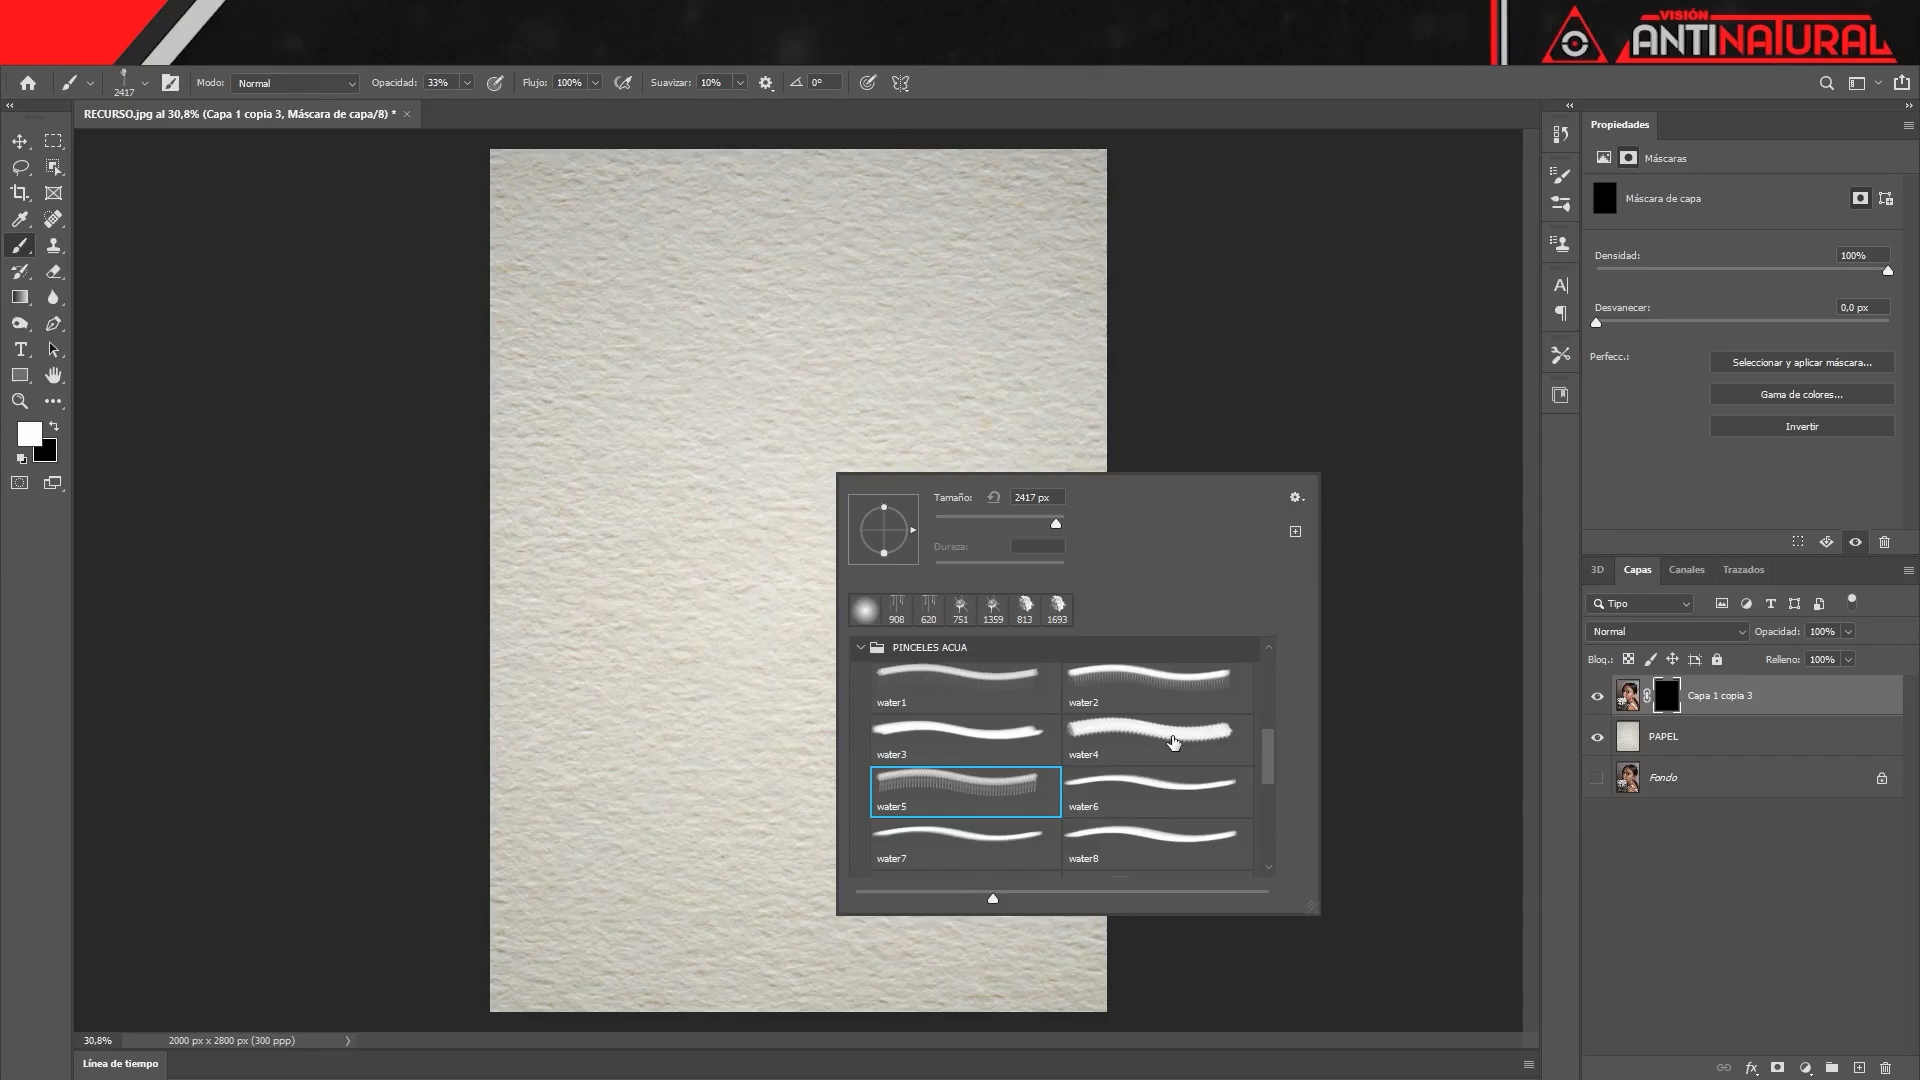 VISIÓN
ANTINATURAL
2417
Modo: Normal
Opacidad: 33%
Flujo: 100%
Suavizar: 10%
0°
RECURSO.jpg al 30,8% (Capa 1 copia 3, Máscara de capa/8) *
Propiedades
Máscaras
Máscara de capa
Densidad: 100%
Desvanecer: 0,0 px
Perfecc.:
Seleccionar y aplicar máscara...
Gama de colores...
Invertir
Tamaño: 2417 px
Dureza:
908 620 751 1359 813 1693
PINCELES ACUA
water1 water2
water3 water4
water5 water6
water7 water8
3D Capas Canales Trazados
Tipo
Normal Opacidad: 100%
Bloq.: Relleno: 100%
Capa 1 copia 3
PAPEL
Fondo
30,8% 2000 px x 2800 px (300 ppp)
Línea de tiempo